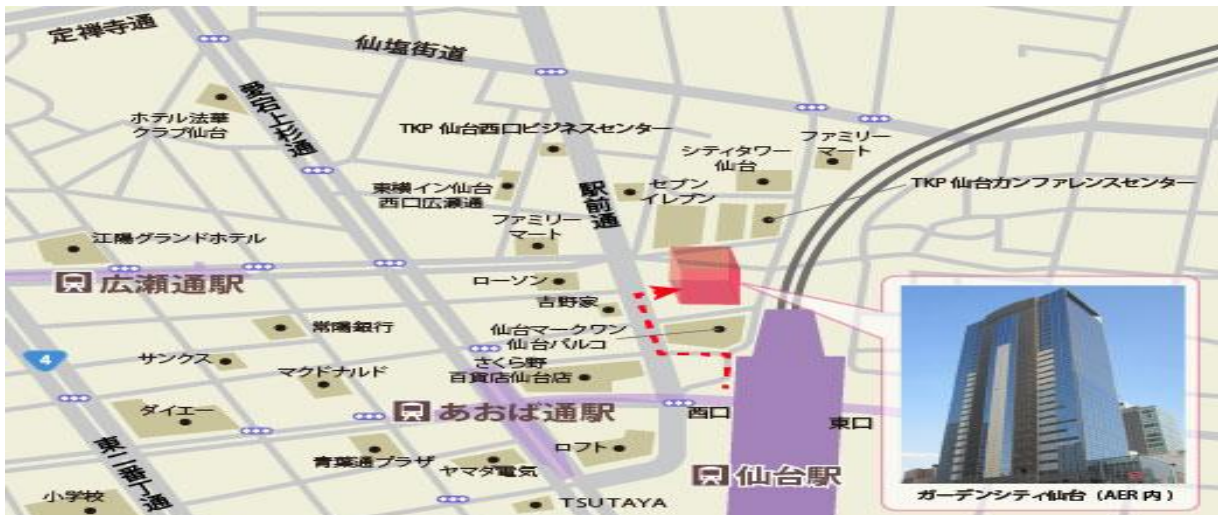 定禅寺通
仙塩街道
愛宕上杉通
ホテル法華
クラブ仙台
TKP 仙台西口ビジネスセンター
ファミリー
マート
シティタワー
仙台
東横イン仙台
西口広瀬通
駅前通
セブン
イレブン
TKP 仙台カンファレンスセンター
ファミリー
マート
江陽グランドホテル
広瀬通駅
ローソン
吉野家
仙台マークワン
仙台パルコ
常陽銀行
サンクス
4
マクドナルド
さくら野
百貨店仙台店
ダイエー
あおば通駅
西口
東口
東二番丁通
青葉通プラザ
ヤマダ電気
ロフト
仙台駅
小学校
TSUTAYA
ガーデンシティ仙台（AER 内）